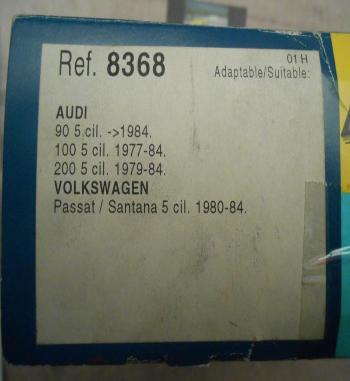 Ref. 8368
01 H
Adaptable/Suitable:
AUDI
90 5 cil. ->1984.
100 5 cil. 1977-84.
200 5 cil. 1979-84.
VOLKSWAGEN
Passat / Santana 5 cil. 1980-84.